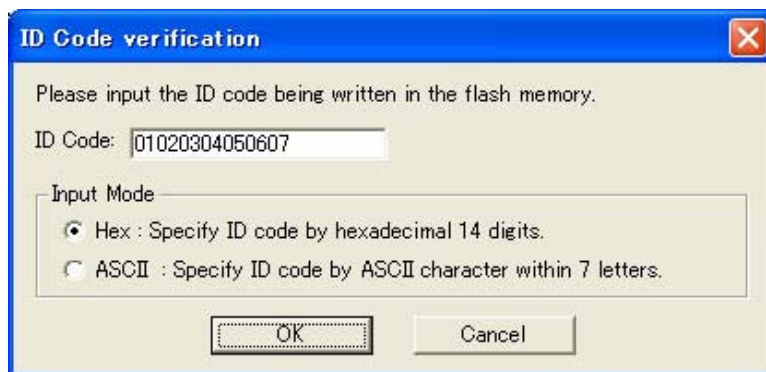 ID Code verification
Please input the ID code being written in the flash memory.
ID Code: 01020304050607
Input Mode
Hex : Specify ID code by hexadecimal 14 digits.
ASCII : Specify ID code by ASCII character within 7 letters.
OK Cancel